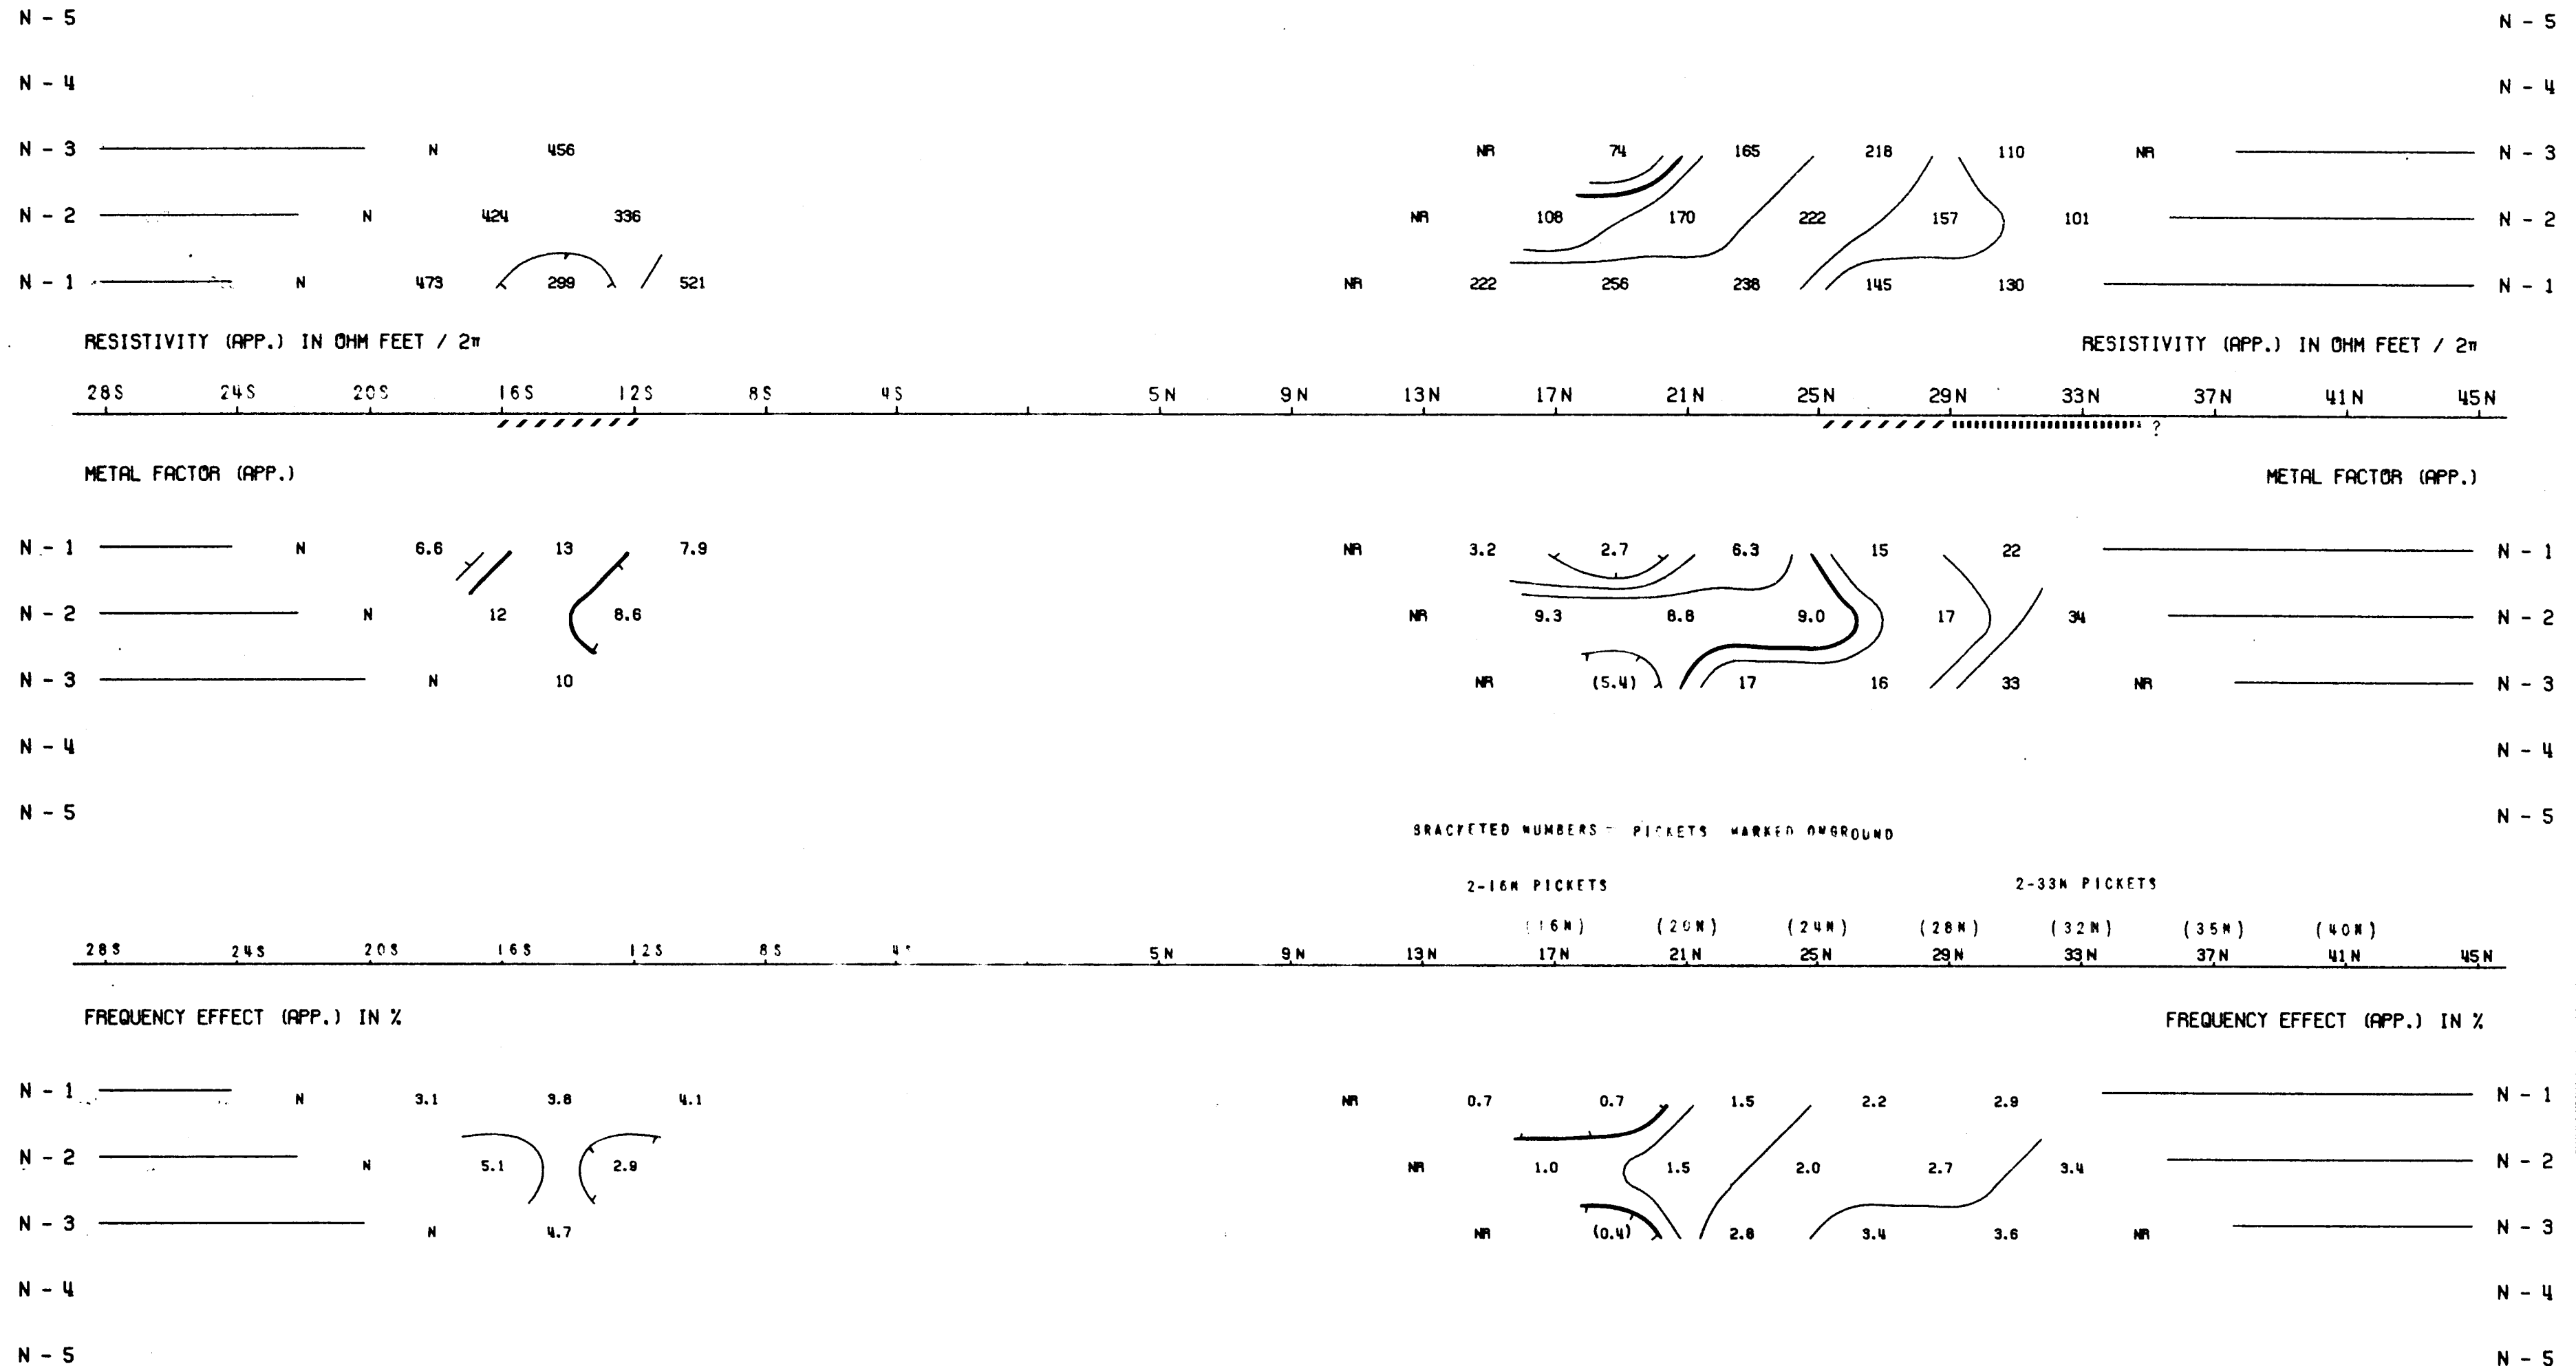 N - 5 N - 5
N - 4 N - 4
N - 3 N 456 NR 74 165 218 110 NR N - 3
N - 2 N 424 336 NR 108 170 222 157 101 N - 2
N - 1 N 473 299 521 NR 222 256 238 145 130 N - 1
RESISTIVITY (APP.) IN OHM FEET / 2π RESISTIVITY (APP.) IN OHM FEET / 2π
28S 24S 20S 16S 12S 8S 4S 5N 9N 13N 17N 21N 25N 29N 33N 37N 41N 45N
?
METAL FACTOR (APP.) METAL FACTOR (APP.)
N - 1 N 6.6 13 7.9 NR 3.2 2.7 6.3 15 22 N - 1
N - 2 N 12 8.6 NR 9.3 8.8 9.0 17 34 N - 2
N - 3 N 10 NR (5.4) 17 16 33 NR N - 3
N - 4 N - 4
N - 5 N - 5
BRACKETED NUMBERS - PICKETS MARKED ONGROUND
2-16N PICKETS 2-33N PICKETS
(16N) (20N) (24N) (28N) (32N) (35N) (40N)
28S 24S 20S 16S 12S 8S 4S 5N 9N 13N 17N 21N 25N 29N 33N 37N 41N 45N
FREQUENCY EFFECT (APP.) IN % FREQUENCY EFFECT (APP.) IN %
N - 1 N 3.1 3.8 4.1 NR 0.7 0.7 1.5 2.2 2.9 N - 1
N - 2 N 5.1 2.9 NR 1.0 1.5 2.0 2.7 3.4 N - 2
N - 3 N 4.7 NR (0.4) 2.8 3.4 3.6 NR N - 3
N - 4 N - 4
N - 5 N - 5